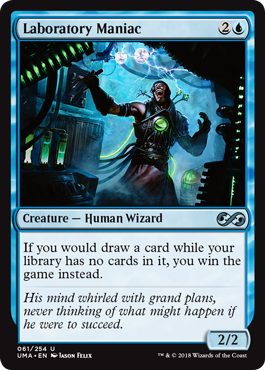 Laboratory Maniac 2
Creature — Human Wizard
If you would draw a card while your
library has no cards in it, you win
the game instead.
His mind whirled with grand plans,
never thinking of what might happen if
he were to succeed.
2/2
061/254 U
UMA • EN Jason Felix
™ & © 2018 Wizards of the Coast